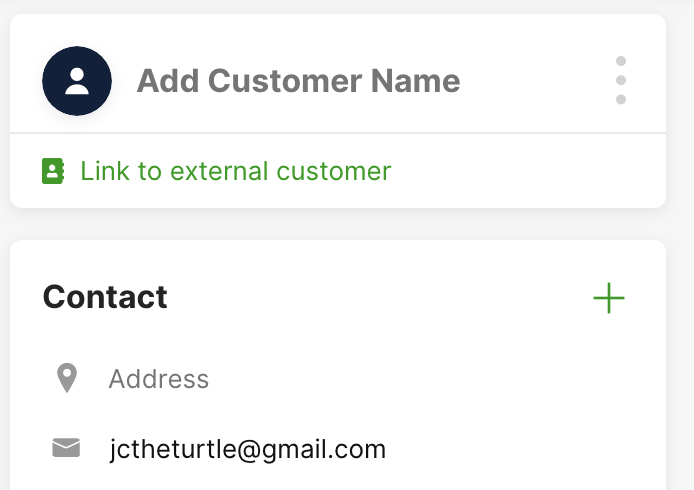 Add Customer Name
Link to external customer
Contact
Address
jctheturtle@gmail.com